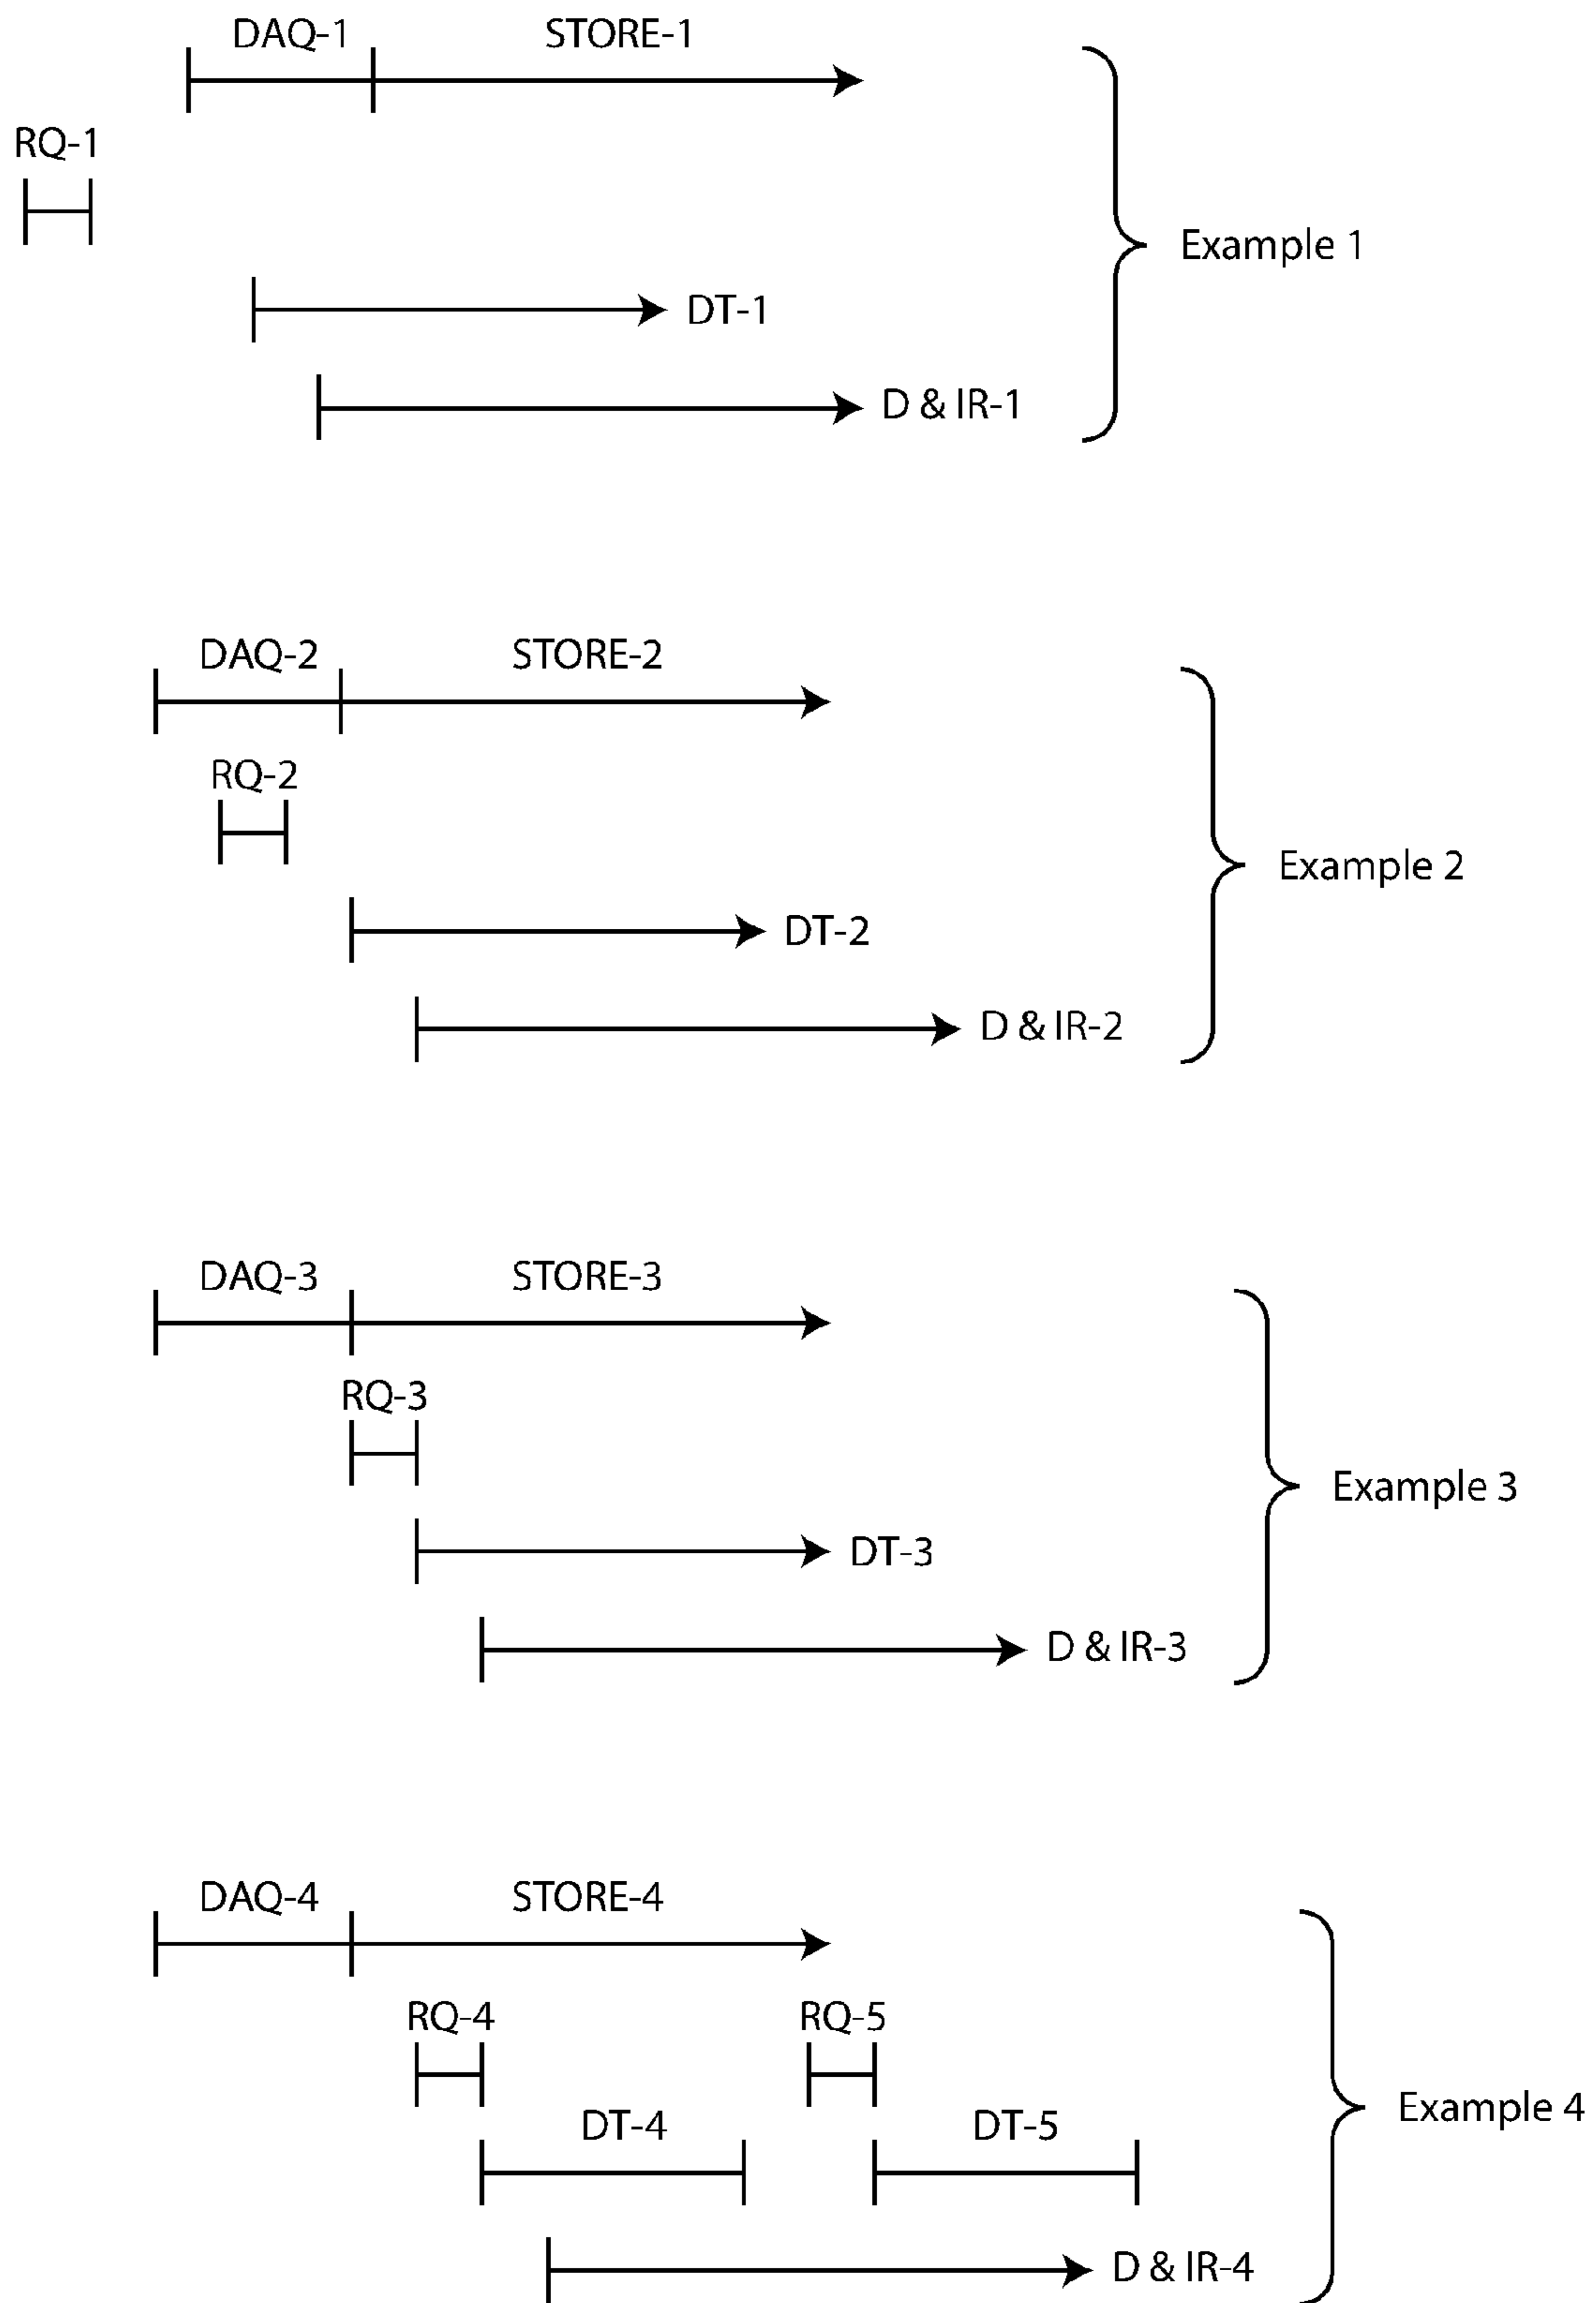 DAQ-1 STORE-1
RQ-1
Example 1
DT-1
D & IR-1
DAQ-2 STORE-2
RQ-2
Example 2
DT-2
D & IR-2
DAQ-3 STORE-3
RQ-3
Example 3
DT-3
D & IR-3
DAQ-4 STORE-4
RQ-4 RQ-5
Example 4
DT-4 DT-5
D & IR-4